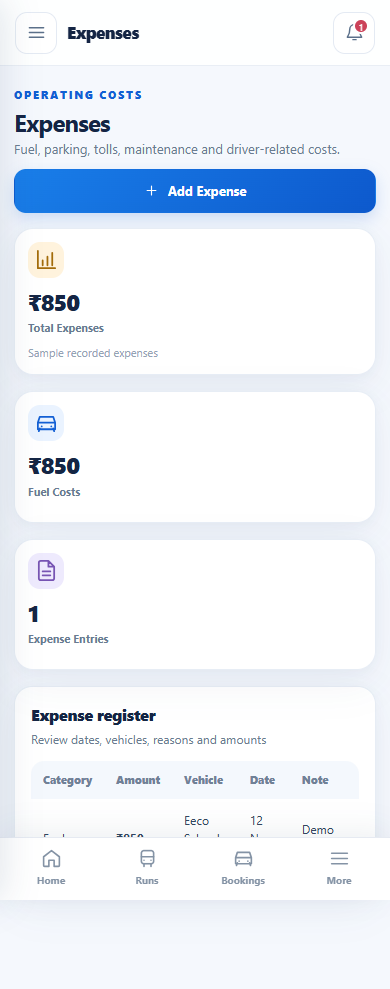 Expenses
1
OPERATING COSTS
Expenses
Fuel, parking, tolls, maintenance and driver-related costs.
+ Add Expense
₹850
Total Expenses
Sample recorded expenses
₹850
Fuel Costs
1
Expense Entries
Expense register
Review dates, vehicles, reasons and amounts
Category Amount Vehicle Date Note
Eeco 12
Demo
Home Runs Bookings More